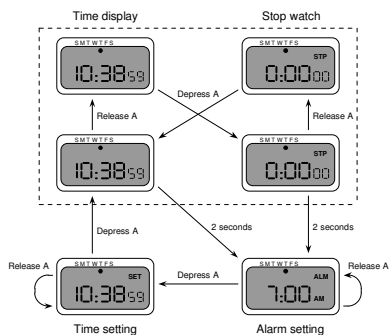 Time display
Stop watch
S M T W T F S
10:38 59
S M T W T F S
STP
0:00 00
Depress A
Release A
Release A
S M T W T F S
10:38 59
S M T W T F S
STP
0:00 00
2 seconds
2 seconds
Depress A
Release A
S M T W T F S
SET
10:38 59
Depress A
S M T W T F S
ALM
7:00 AM
Release A
Time setting
Alarm setting